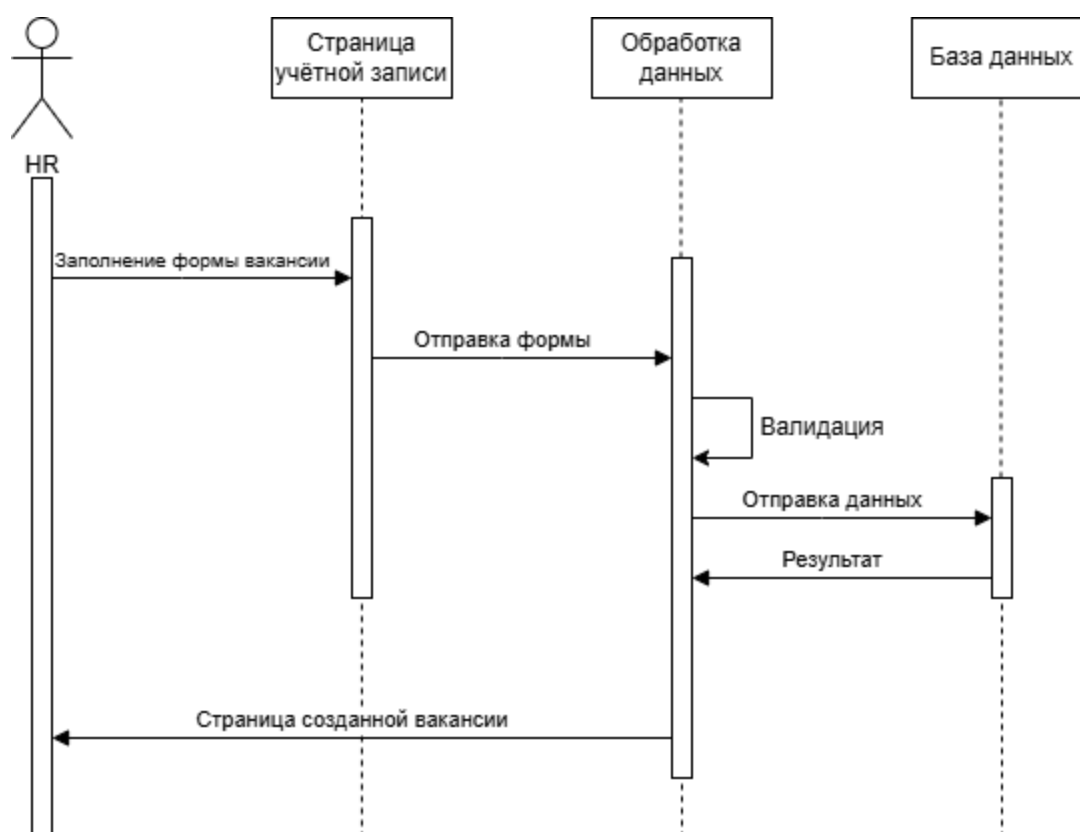 Страница
учётной записи
Обработка
данных
База данных
HR
Заполнение формы вакансии
Отправка формы
Валидация
Отправка данных
Результат
Страница созданной вакансии